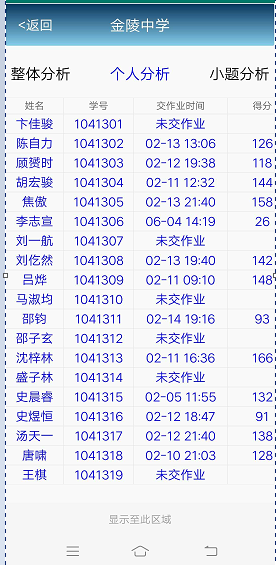 <返回 金陵中学
整体分析 个人分析 小题分析
姓名 学号 交作业时间 得分
卞佳骏 1041301 未交作业
陈自力 1041302 02-13 13:06 126
顾赟时 1041303 02-12 19:38 118
胡宏骏 1041304 02-11 12:32 144
焦傲 1041305 02-13 21:40 158
李志宣 1041306 06-04 14:19 26
刘一航 1041307 未交作业
刘仡然 1041308 02-13 19:40 142
吕烨 1041309 02-11 09:10 148
马淑均 1041310 未交作业
邵钧 1041311 02-14 19:16 93
邵子玄 1041312 未交作业
沈梓林 1041313 02-11 16:36 166
盛子林 1041314 未交作业
史晨睿 1041315 02-05 11:55 132
史煜恒 1041316 02-12 18:47 91
汤天一 1041317 02-12 21:40 138
唐啸 1041318 02-10 21:03 128
王棋 1041319 未交作业
显示至此区域